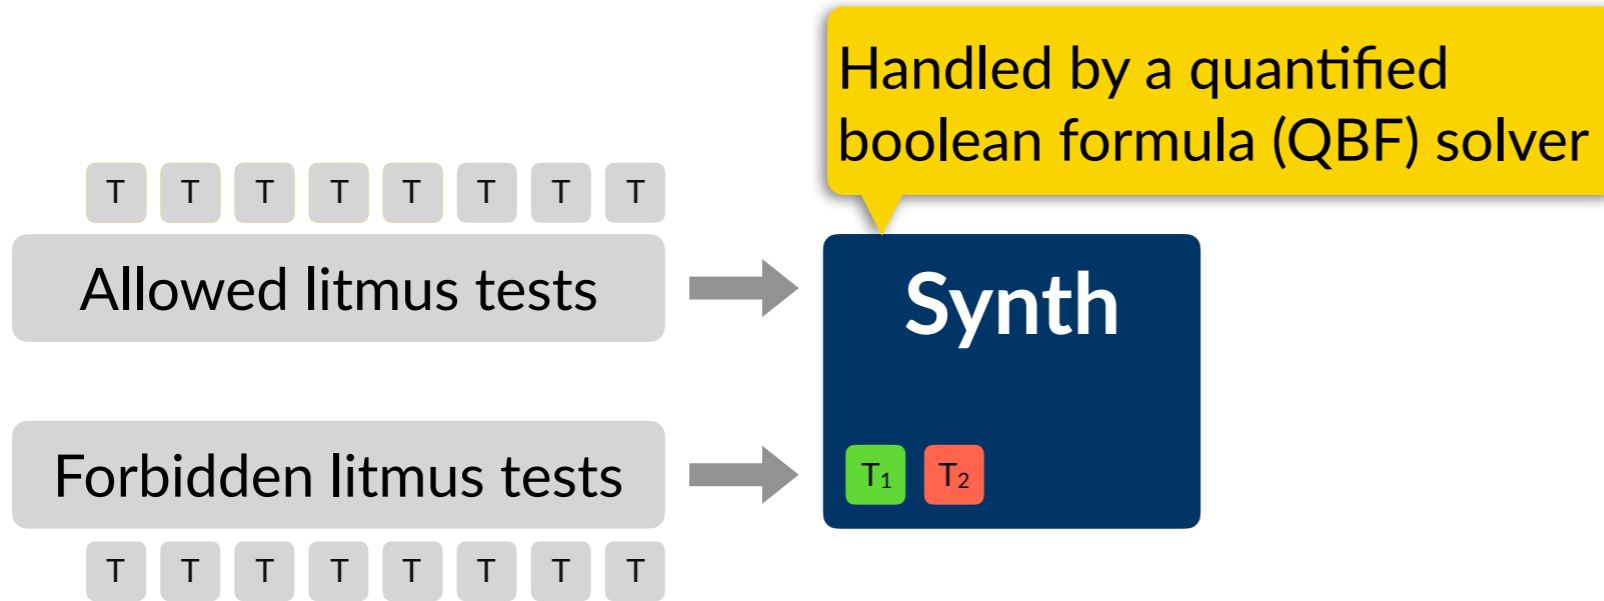 Handled by a quantified
boolean formula (QBF) solver
T T T T T T T T
Allowed litmus tests
Synth
Forbidden litmus tests
T1 T2
T T T T T T T T